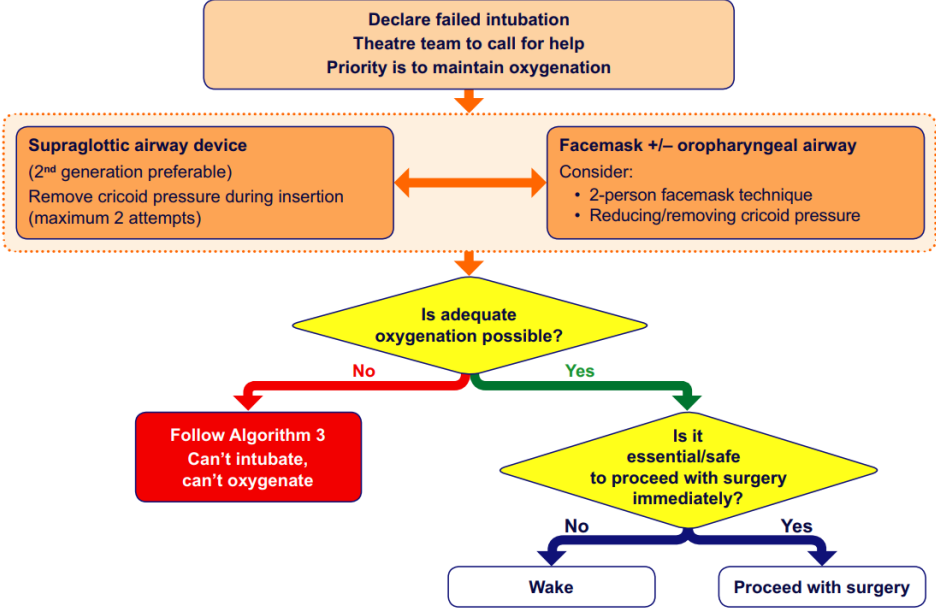 Declare failed intubation
Theatre team to call for help
Priority is to maintain oxygenation
Supraglottic airway device
(2nd generation preferable)
Remove cricoid pressure during insertion
(maximum 2 attempts)
Facemask +/– oropharyngeal airway
Consider:
• 2-person facemask technique
• Reducing/removing cricoid pressure
Is adequate
oxygenation possible?
No
Yes
Follow Algorithm 3
Can't intubate,
can't oxygenate
Is it
essential/safe
to proceed with surgery
immediately?
No
Yes
Wake
Proceed with surgery